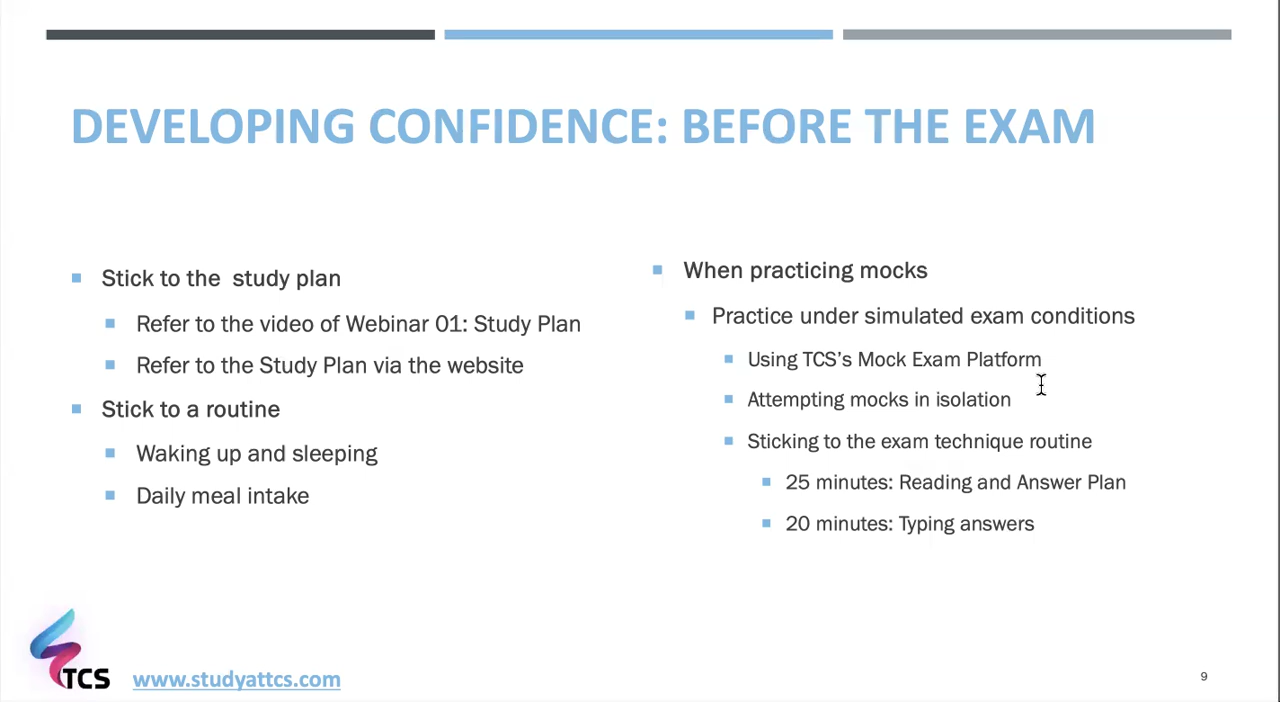 DEVELOPING CONFIDENCE: BEFORE THE EXAM
Stick to the study plan
Refer to the video of Webinar 01: Study Plan
Refer to the Study Plan via the website
Stick to a routine
Waking up and sleeping
Daily meal intake
When practicing mocks
Practice under simulated exam conditions
Using TCS's Mock Exam Platform
Attempting mocks in isolation
Sticking to the exam technique routine
25 minutes: Reading and Answer Plan
20 minutes: Typing answers
TCS
www.studyattcs.com
9